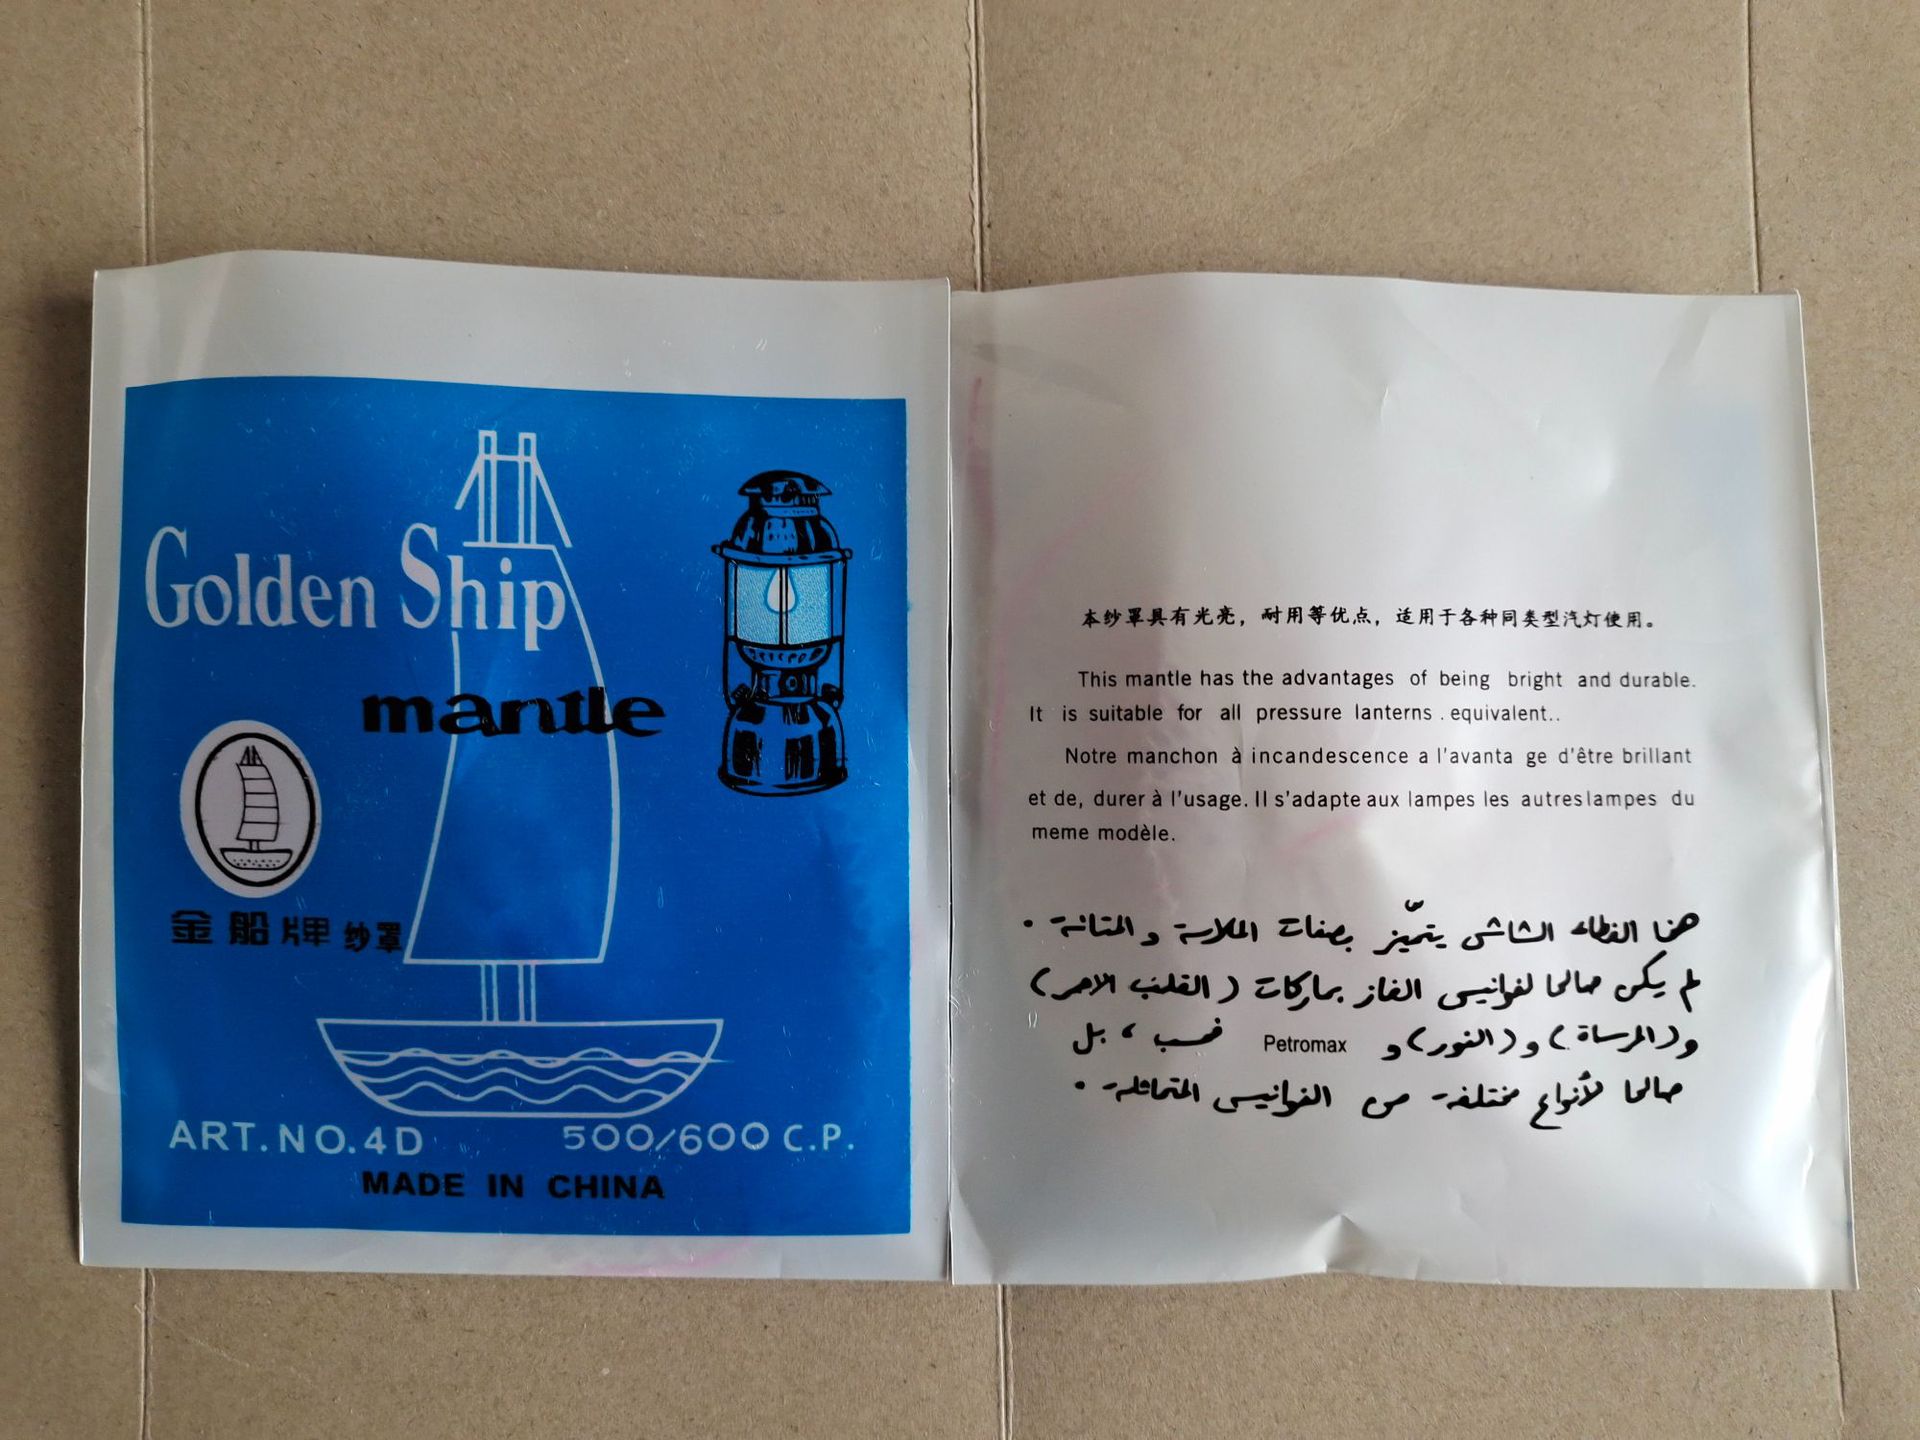 Golden Ship
mantle
金船牌纱罩
ART.NO.4D 500/600 C.P.
MADE IN CHINA
本纱罩具有光亮，耐用等优点，适用于各种同类型汽灯使用。
This mantle has the advantages of being bright and durable.
It is suitable for all pressure lanterns . equivalent..
Notre manchon à incandescence a l'avanta ge d'être brillant
et de, durer à l'usage. Il s'adapte aux lampes les autreslampes du
meme modèle.
هذا الغطاء الشاشى يتميّز بصفات الملاسة و المتانة .
لم يكن صالحا لفوانيس الغاز بماركات ( القلب الاحمر )
و ( المرساة ) و ( النور ) و Petromax فحسب ، بل
صالحا لأنواع مختلفة من الفوانيس المتماثلة .